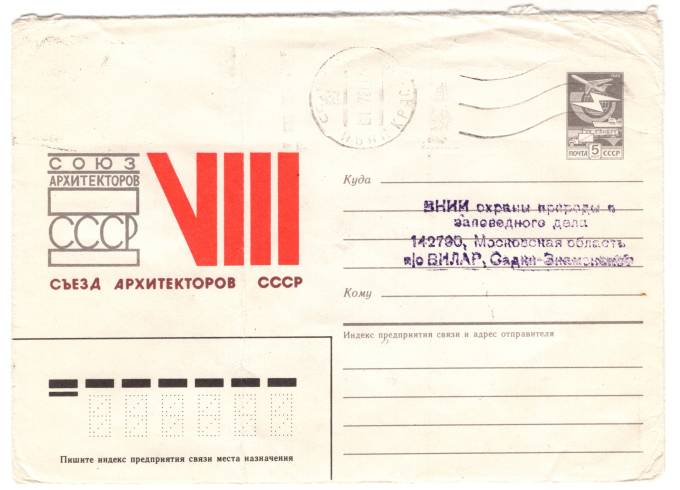 ПОЧТА 5 СССР
СОЮЗ
АРХИТЕКТОРОВ
СССР
VIII
СЪЕЗД АРХИТЕКТОРОВ СССР
Куда
ВНИИ охраны природы и
заповедного дела
142790, Московская область
п/о ВИЛАР, Садки-Знаменское
Кому
Индекс предприятия связи и адрес отправителя
Пишите индекс предприятия связи места назначения